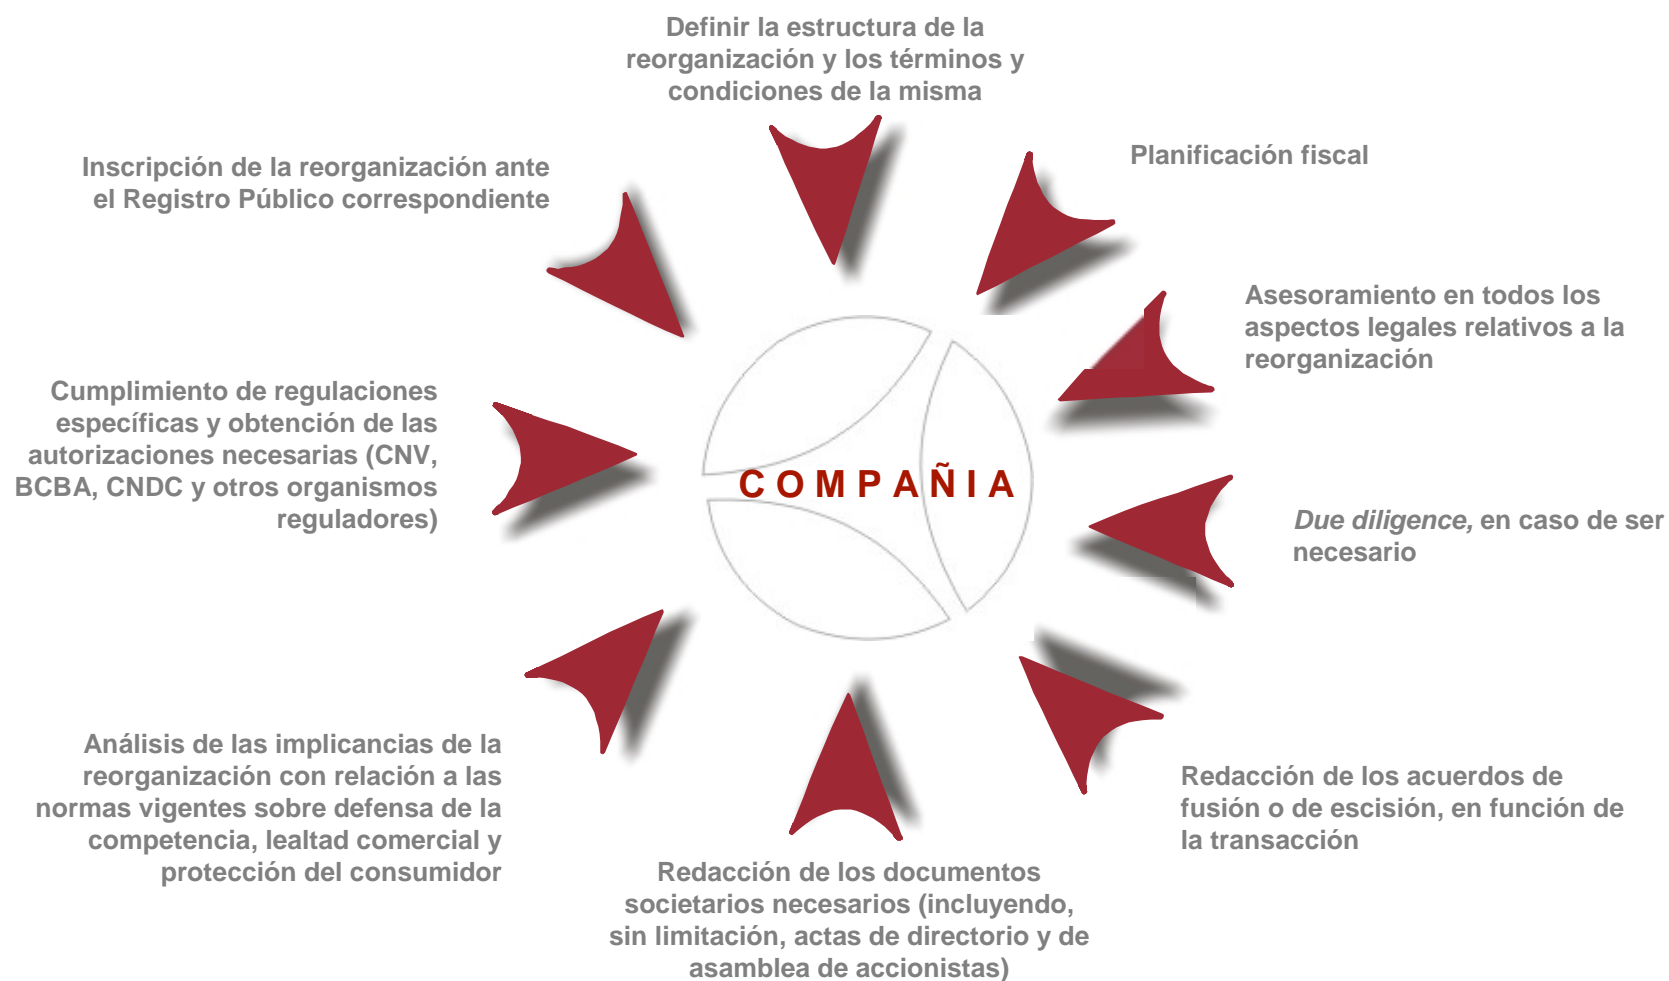 Definir la estructura de la
reorganización y los términos y
condiciones de la misma
Planificación fiscal
Asesoramiento en todos los
aspectos legales relativos a la
reorganización
Due diligence, en caso de ser
necesario
Redacción de los acuerdos de
fusión o de escisión, en función de
la transacción
Redacción de los documentos
societarios necesarios (incluyendo,
sin limitación, actas de directorio y de
asamblea de accionistas)
Análisis de las implicancias de la
reorganización con relación a las
normas vigentes sobre defensa de la
competencia, lealtad comercial y
protección del consumidor
Cumplimiento de regulaciones
específicas y obtención de las
autorizaciones necesarias (CNV,
BCBA, CNDC y otros organismos
reguladores)
Inscripción de la reorganización ante
el Registro Público correspondiente
COMPAÑIA